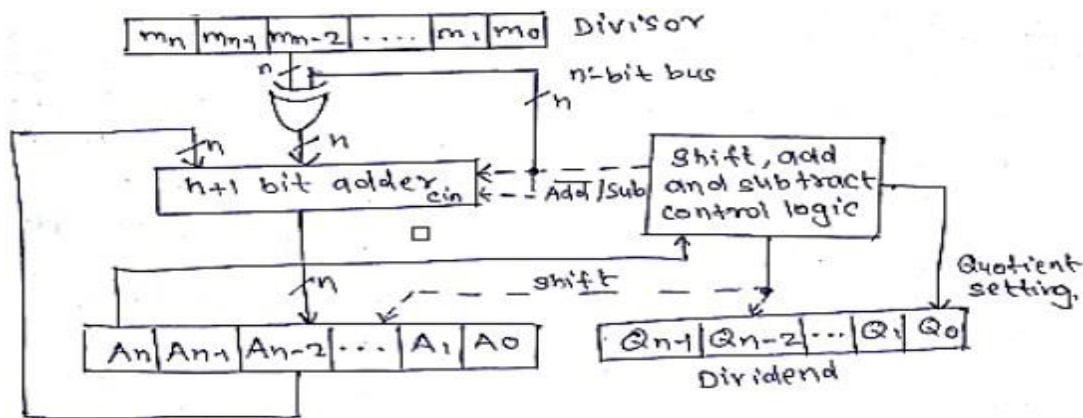 mn mn-1 mn-2 .... m1 m0 Divisor
n
n-bit bus
n
n
n
n+1 bit adder
cin
Add/Sub
shift, add
and subtract
control logic
n
shift
Quotient
setting.
An An-1 An-2 ... A1 A0
Qn-1 Qn-2 ... Q1 Q0
Dividend